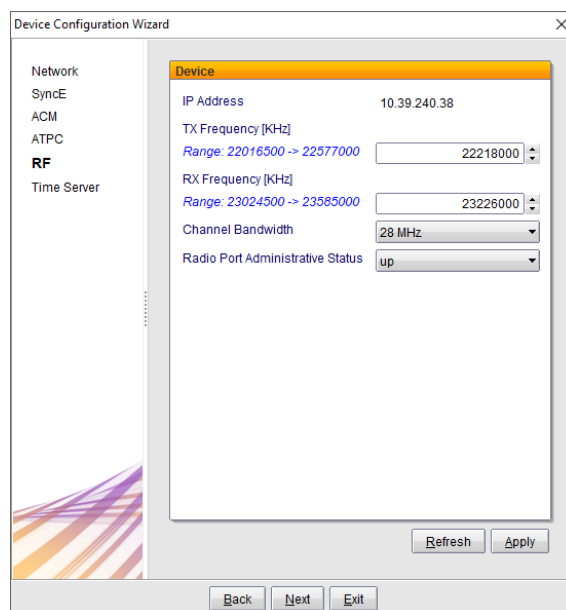 Device Configuration Wizard
Network
SyncE
ACM
ATPC
RF
Time Server
Device
IP Address 10.39.240.38
TX Frequency [KHz]
Range: 22016500 -> 22577000 22218000
RX Frequency [KHz]
Range: 23024500 -> 23585000 23226000
Channel Bandwidth 28 MHz
Radio Port Administrative Status up
Refresh Apply
Back Next Exit